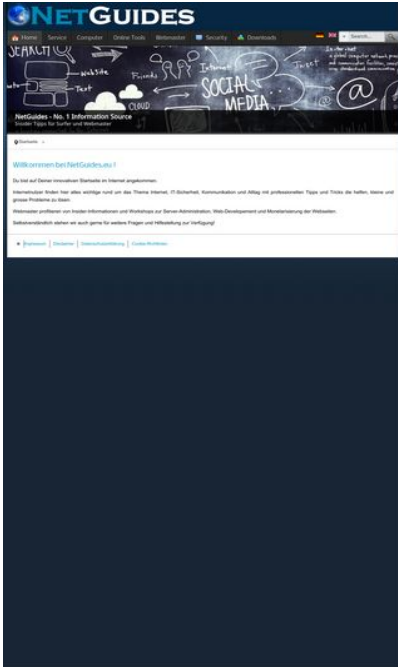 NETGUIDES
Home Service Computer Online Tools Webmaster Security Downloads Search...
SEARCH
WebSite
Text
Friends
Internet
CLOUD
SOCIAL MEDIA
Target
@
NetGuides - No. 1 Information Source
Insider Tipps für Surfer und Webmaster
Startseite
Willkommen bei NetGuides.eu !
Du bist auf Deiner innovativen Startseite im Internet angekommen.
Internetnutzer finden hier alles wichtige rund um das Thema Internet, IT-Sicherheit, Kommunikation und Alltag mit professionellen Tipps und Tricks die helfen, kleine und
grosse Probleme zu lösen.
Webmaster profitieren von Insider-Informationen und Workshops zur Server-Administration, Web-Developement und Monetarisierung der Webseiten.
Selbstverständlich stehen wir auch gerne für weitere Fragen und Hilfestellung zur Verfügung!
Impressum Disclaimer Datenschutzerklärung Cookie-Richtlinien